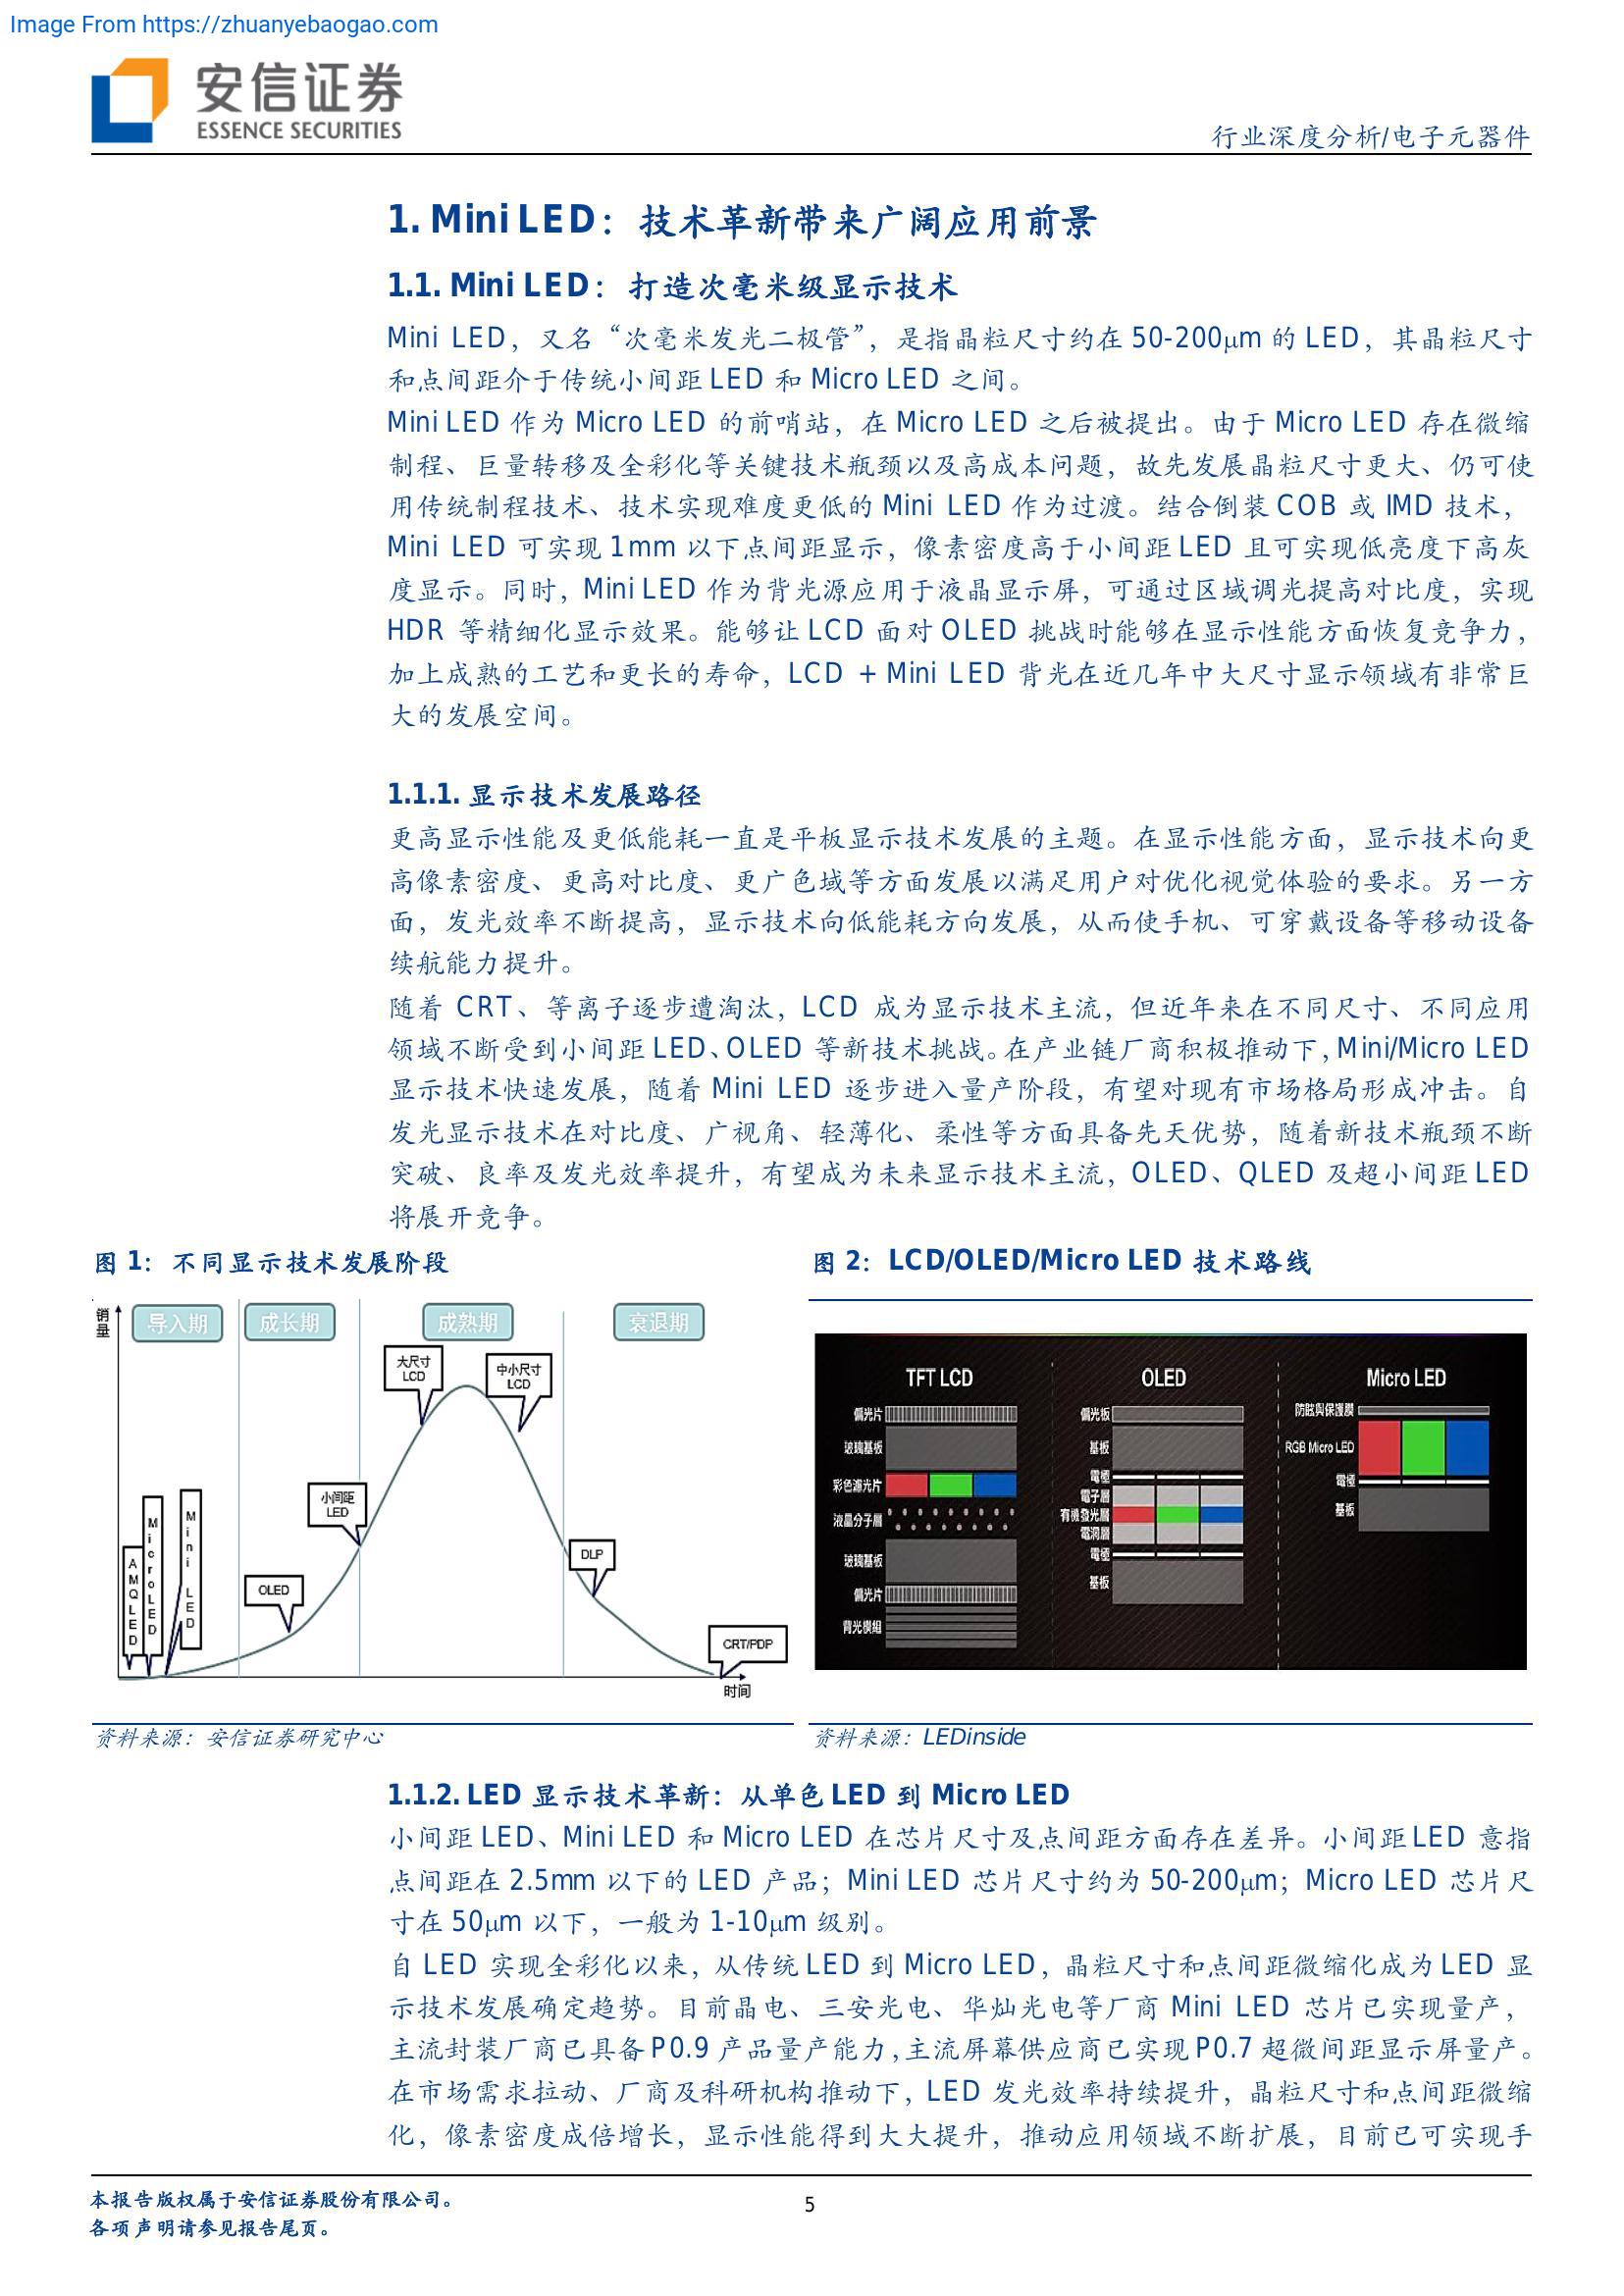 Image From https://zhuanyebaogao.com
安信证券
ESSENCE SECURITIES
行业深度分析/电子元器件
1. Mini LED：技术革新带来广阔应用前景
1.1. Mini LED：打造次毫米级显示技术
Mini LED，又名“次毫米发光二极管”，是指晶粒尺寸约在 50-200μm 的 LED，其晶粒尺寸
和点间距介于传统小间距 LED 和 Micro LED 之间。
Mini LED 作为 Micro LED 的前哨站，在 Micro LED 之后被提出。由于 Micro LED 存在微缩
制程、巨量转移及全彩化等关键技术瓶颈以及高成本问题，故先发展晶粒尺寸更大、仍可使
用传统制程技术、技术实现难度更低的 Mini LED 作为过渡。结合倒装 COB 或 IMD 技术，
Mini LED 可实现 1mm 以下点间距显示，像素密度高于小间距 LED 且可实现低亮度下高灰
度显示。同时，Mini LED 作为背光源应用于液晶显示屏，可通过区域调光提高对比度，实现
HDR 等精细化显示效果。能够让 LCD 面对 OLED 挑战时能够在显示性能方面恢复竞争力，
加上成熟的工艺和更长的寿命，LCD + Mini LED 背光在近几年中大尺寸显示领域有非常巨
大的发展空间。
1.1.1. 显示技术发展路径
更高显示性能及更低能耗一直是平板显示技术发展的主题。在显示性能方面，显示技术向更
高像素密度、更高对比度、更广色域等方面发展以满足用户对优化视觉体验的要求。另一方
面，发光效率不断提高，显示技术向低能耗方向发展，从而使手机、可穿戴设备等移动设备
续航能力提升。
随着 CRT、等离子逐步遭淘汰，LCD 成为显示技术主流，但近年来在不同尺寸、不同应用
领域不断受到小间距 LED、OLED 等新技术挑战。在产业链厂商积极推动下，Mini/Micro LED
显示技术快速发展，随着 Mini LED 逐步进入量产阶段，有望对现有市场格局形成冲击。自
发光显示技术在对比度、广视角、轻薄化、柔性等方面具备先天优势，随着新技术瓶颈不断
突破、良率及发光效率提升，有望成为未来显示技术主流，OLED、QLED 及超小间距 LED
将展开竞争。
图 1：不同显示技术发展阶段
销量
导入期
成长期
成熟期
衰退期
大尺寸
LCD
中小尺寸
LCD
小间距
LED
AMQLED
MicroLED
Mini LED
OLED
DLP
CRT/PDP
时间
资料来源：安信证券研究中心
图 2：LCD/OLED/Micro LED 技术路线
TFT LCD
偏光片
玻璃基板
彩色濾光片
液晶分子層
玻璃基板
偏光片
背光模組
OLED
偏光板
基板
電極
電子層
有機發光層
電洞層
電極
基板
Micro LED
防眩與保護膜
RGB Micro LED
電極
基板
资料来源：LEDinside
1.1.2. LED 显示技术革新：从单色 LED 到 Micro LED
小间距 LED、Mini LED 和 Micro LED 在芯片尺寸及点间距方面存在差异。小间距 LED 意指
点间距在 2.5mm 以下的 LED 产品；Mini LED 芯片尺寸约为 50-200μm；Micro LED 芯片尺
寸在 50μm 以下，一般为 1-10μm 级别。
自 LED 实现全彩化以来，从传统 LED 到 Micro LED，晶粒尺寸和点间距微缩化成为 LED 显
示技术发展确定趋势。目前晶电、三安光电、华灿光电等厂商 Mini LED 芯片已实现量产，
主流封装厂商已具备 P0.9 产品量产能力，主流屏幕供应商已实现 P0.7 超微间距显示屏量产。
在市场需求拉动、厂商及科研机构推动下，LED 发光效率持续提升，晶粒尺寸和点间距微缩
化，像素密度成倍增长，显示性能得到大大提升，推动应用领域不断扩展，目前已可实现手
本报告版权属于安信证券股份有限公司。
各项声明请参见报告尾页。
5